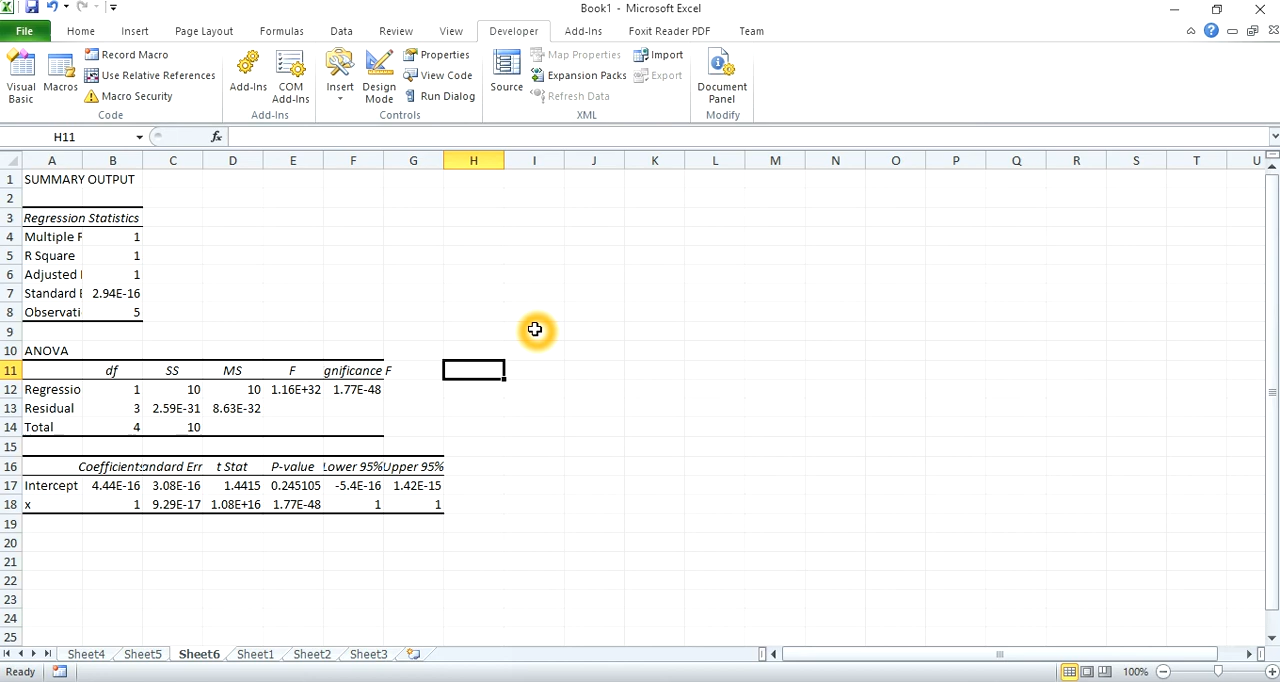 Book1 - Microsoft Excel
File Home Insert Page Layout Formulas Data Review View Developer Add-Ins Foxit Reader PDF Team
Visual Basic
Macros
Record Macro
Use Relative References
Macro Security
Code
Add-Ins
COM Add-Ins
Add-Ins
Insert
Design Mode
Properties
View Code
Run Dialog
Controls
Source
Map Properties
Expansion Packs
Refresh Data
Import
Export
XML
Document Panel
Modify
H11 fx
A B C D E F G H I J K L M N O P Q R S T U
1 SUMMARY OUTPUT
2
3 Regression Statistics
4 Multiple R 1
5 R Square 1
6 Adjusted 1
7 Standard E 2.94E-16
8 Observati 5
9
10 ANOVA
11 df SS MS F gnificance F
12 Regressio 1 10 10 1.16E+32 1.77E-48
13 Residual 3 2.59E-31 8.63E-32
14 Total 4 10
15
16 Coefficients andard Err t Stat P-value Lower 95% Upper 95%
17 Intercept 4.44E-16 3.08E-16 1.4415 0.245105 -5.4E-16 1.42E-15
18 x 1 9.29E-17 1.08E+16 1.77E-48 1 1
19
20
21
22
23
24
25
Sheet4 Sheet5 Sheet6 Sheet1 Sheet2 Sheet3
Ready 100%